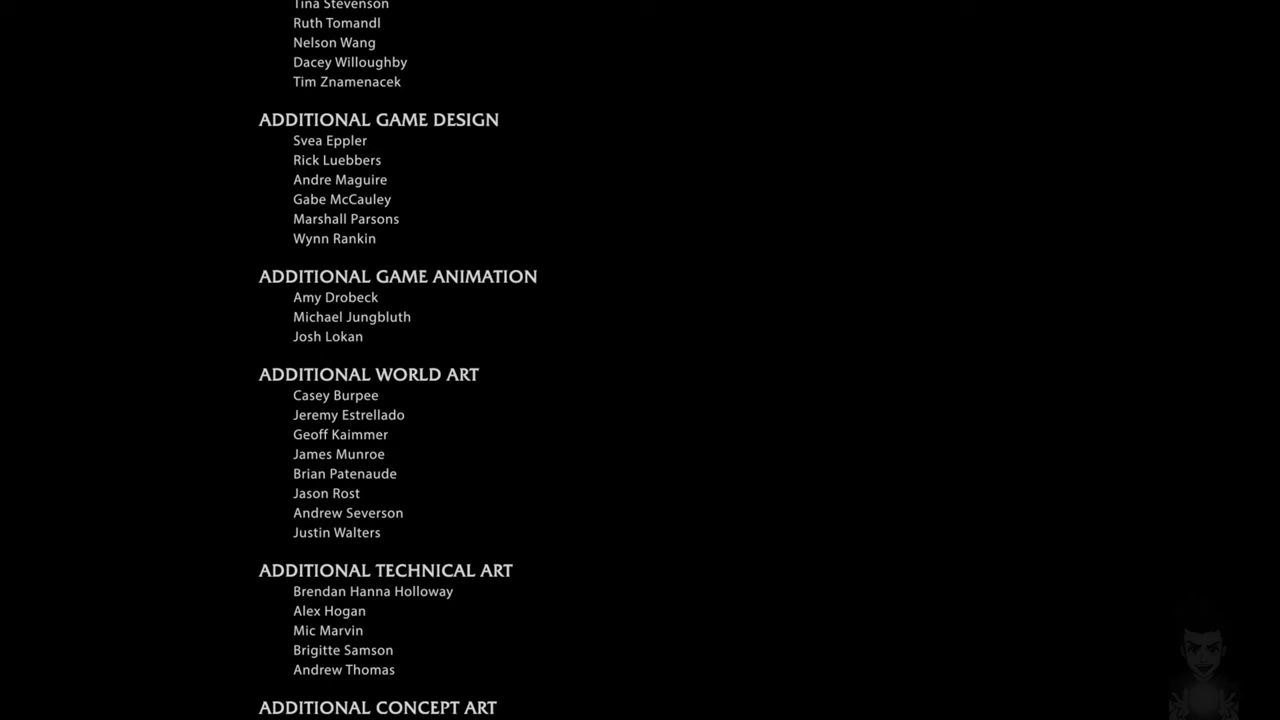 Tina Stevenson
Ruth Tomandl
Nelson Wang
Dacey Willoughby
Tim Znamenacek
ADDITIONAL GAME DESIGN
Svea Eppler
Rick Luebbers
Andre Maguire
Gabe McCauley
Marshall Parsons
Wynn Rankin
ADDITIONAL GAME ANIMATION
Amy Drobeck
Michael Jungbluth
Josh Lokan
ADDITIONAL WORLD ART
Casey Burpee
Jeremy Estrellado
Geoff Kaimmer
James Munroe
Brian Patenaude
Jason Rost
Andrew Severson
Justin Walters
ADDITIONAL TECHNICAL ART
Brendan Hanna Holloway
Alex Hogan
Mic Marvin
Brigitte Samson
Andrew Thomas
ADDITIONAL CONCEPT ART